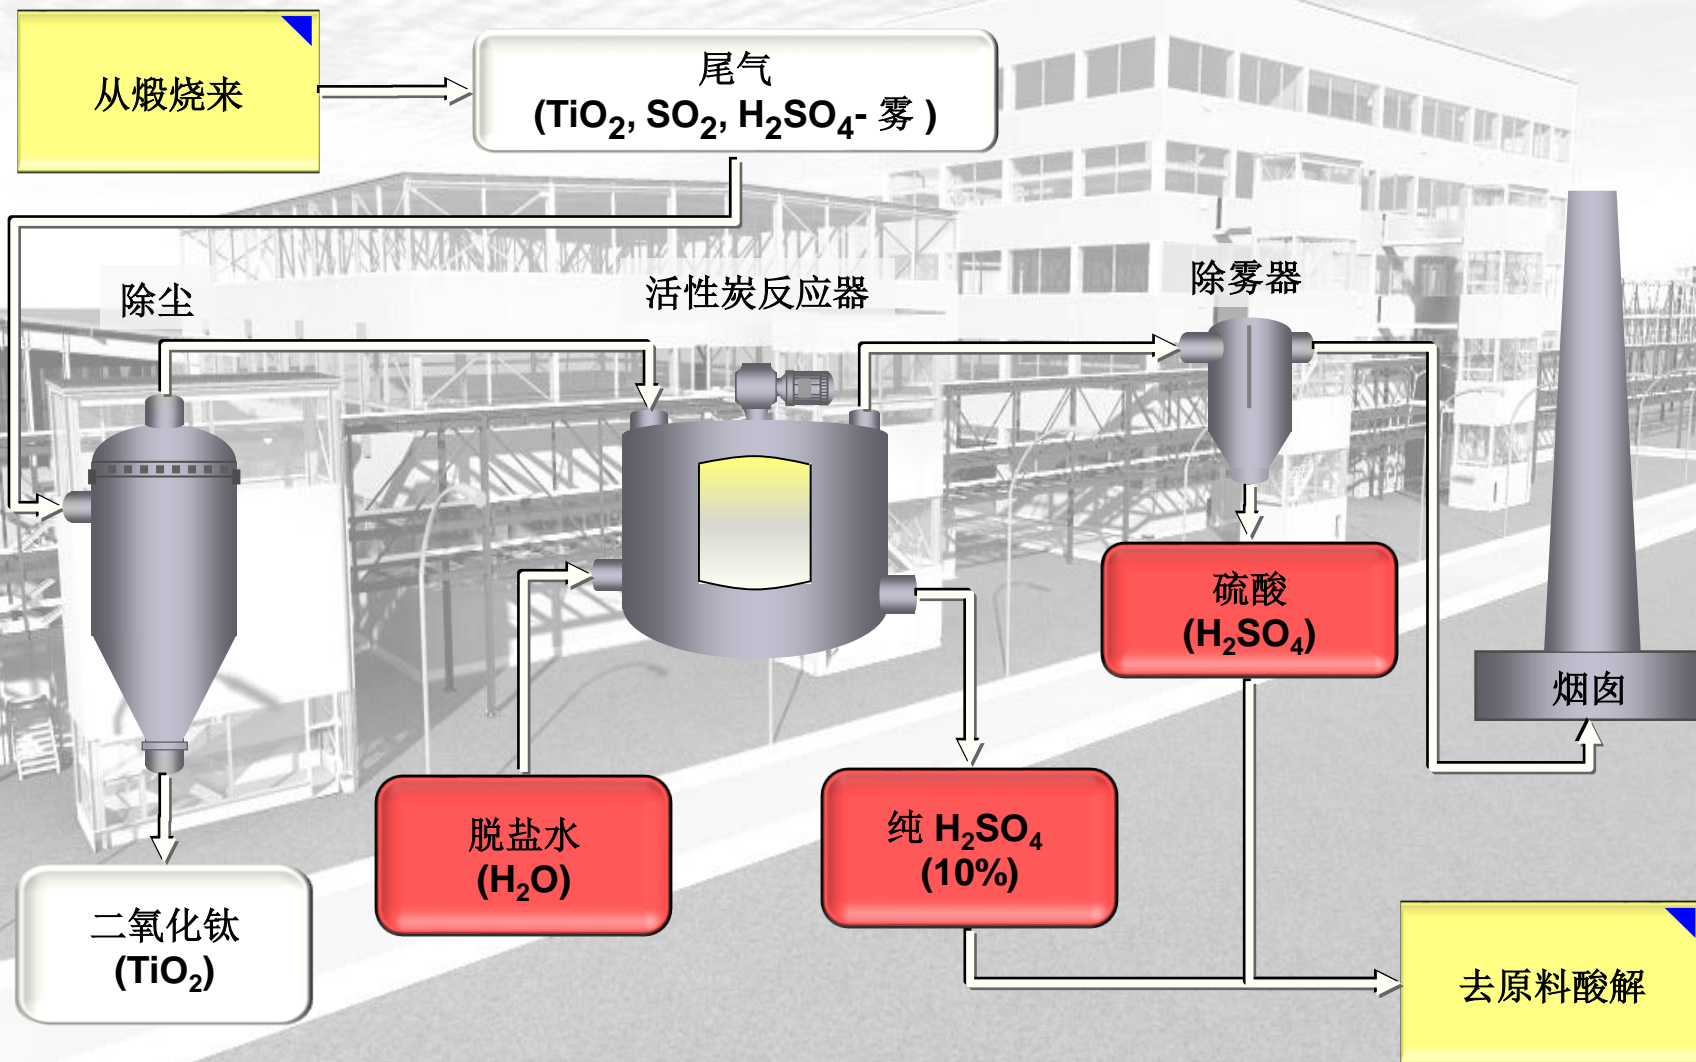 从煅烧来
尾气
(TiO₂, SO₂, H₂SO₄- 雾 )
除尘
活性炭反应器
除雾器
硫酸
(H₂SO₄)
烟囱
脱盐水
(H₂O)
纯 H₂SO₄
(10%)
二氧化钛
(TiO₂)
去原料酸解